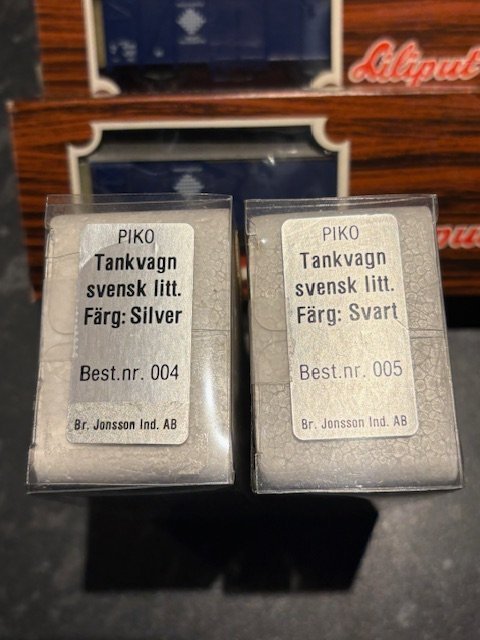 Liliput
PIKO
Tankvagn
svensk litt.
Färg: Silver
Best.nr. 004
Br. Jonsson Ind. AB
PIKO
Tankvagn
svensk litt.
Färg: Svart
Best.nr. 005
Br. Jonsson Ind. AB